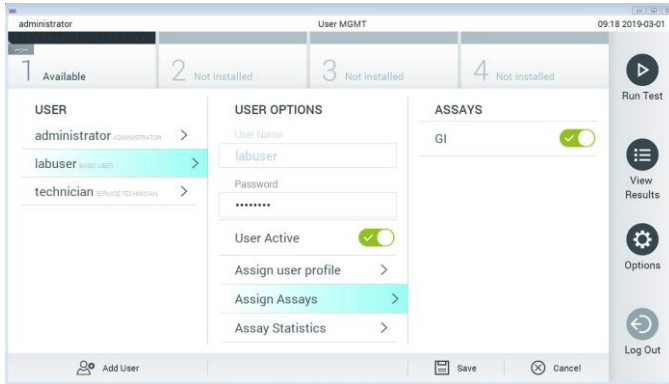 administrator User MGMT 09:18 2019-03-01
1 Available 2 Not installed 3 Not installed 4 Not installed
Run Test
USER USER OPTIONS ASSAYS
User Name
administrator ADMINISTRATOR labuser GI
labuser BASIC USER
Password
technician SERVICE TECHNICIAN ••••••••
View
Results
User Active
Assign user profile
Options
Assign Assays
Assay Statistics
Log Out
Add User Save Cancel